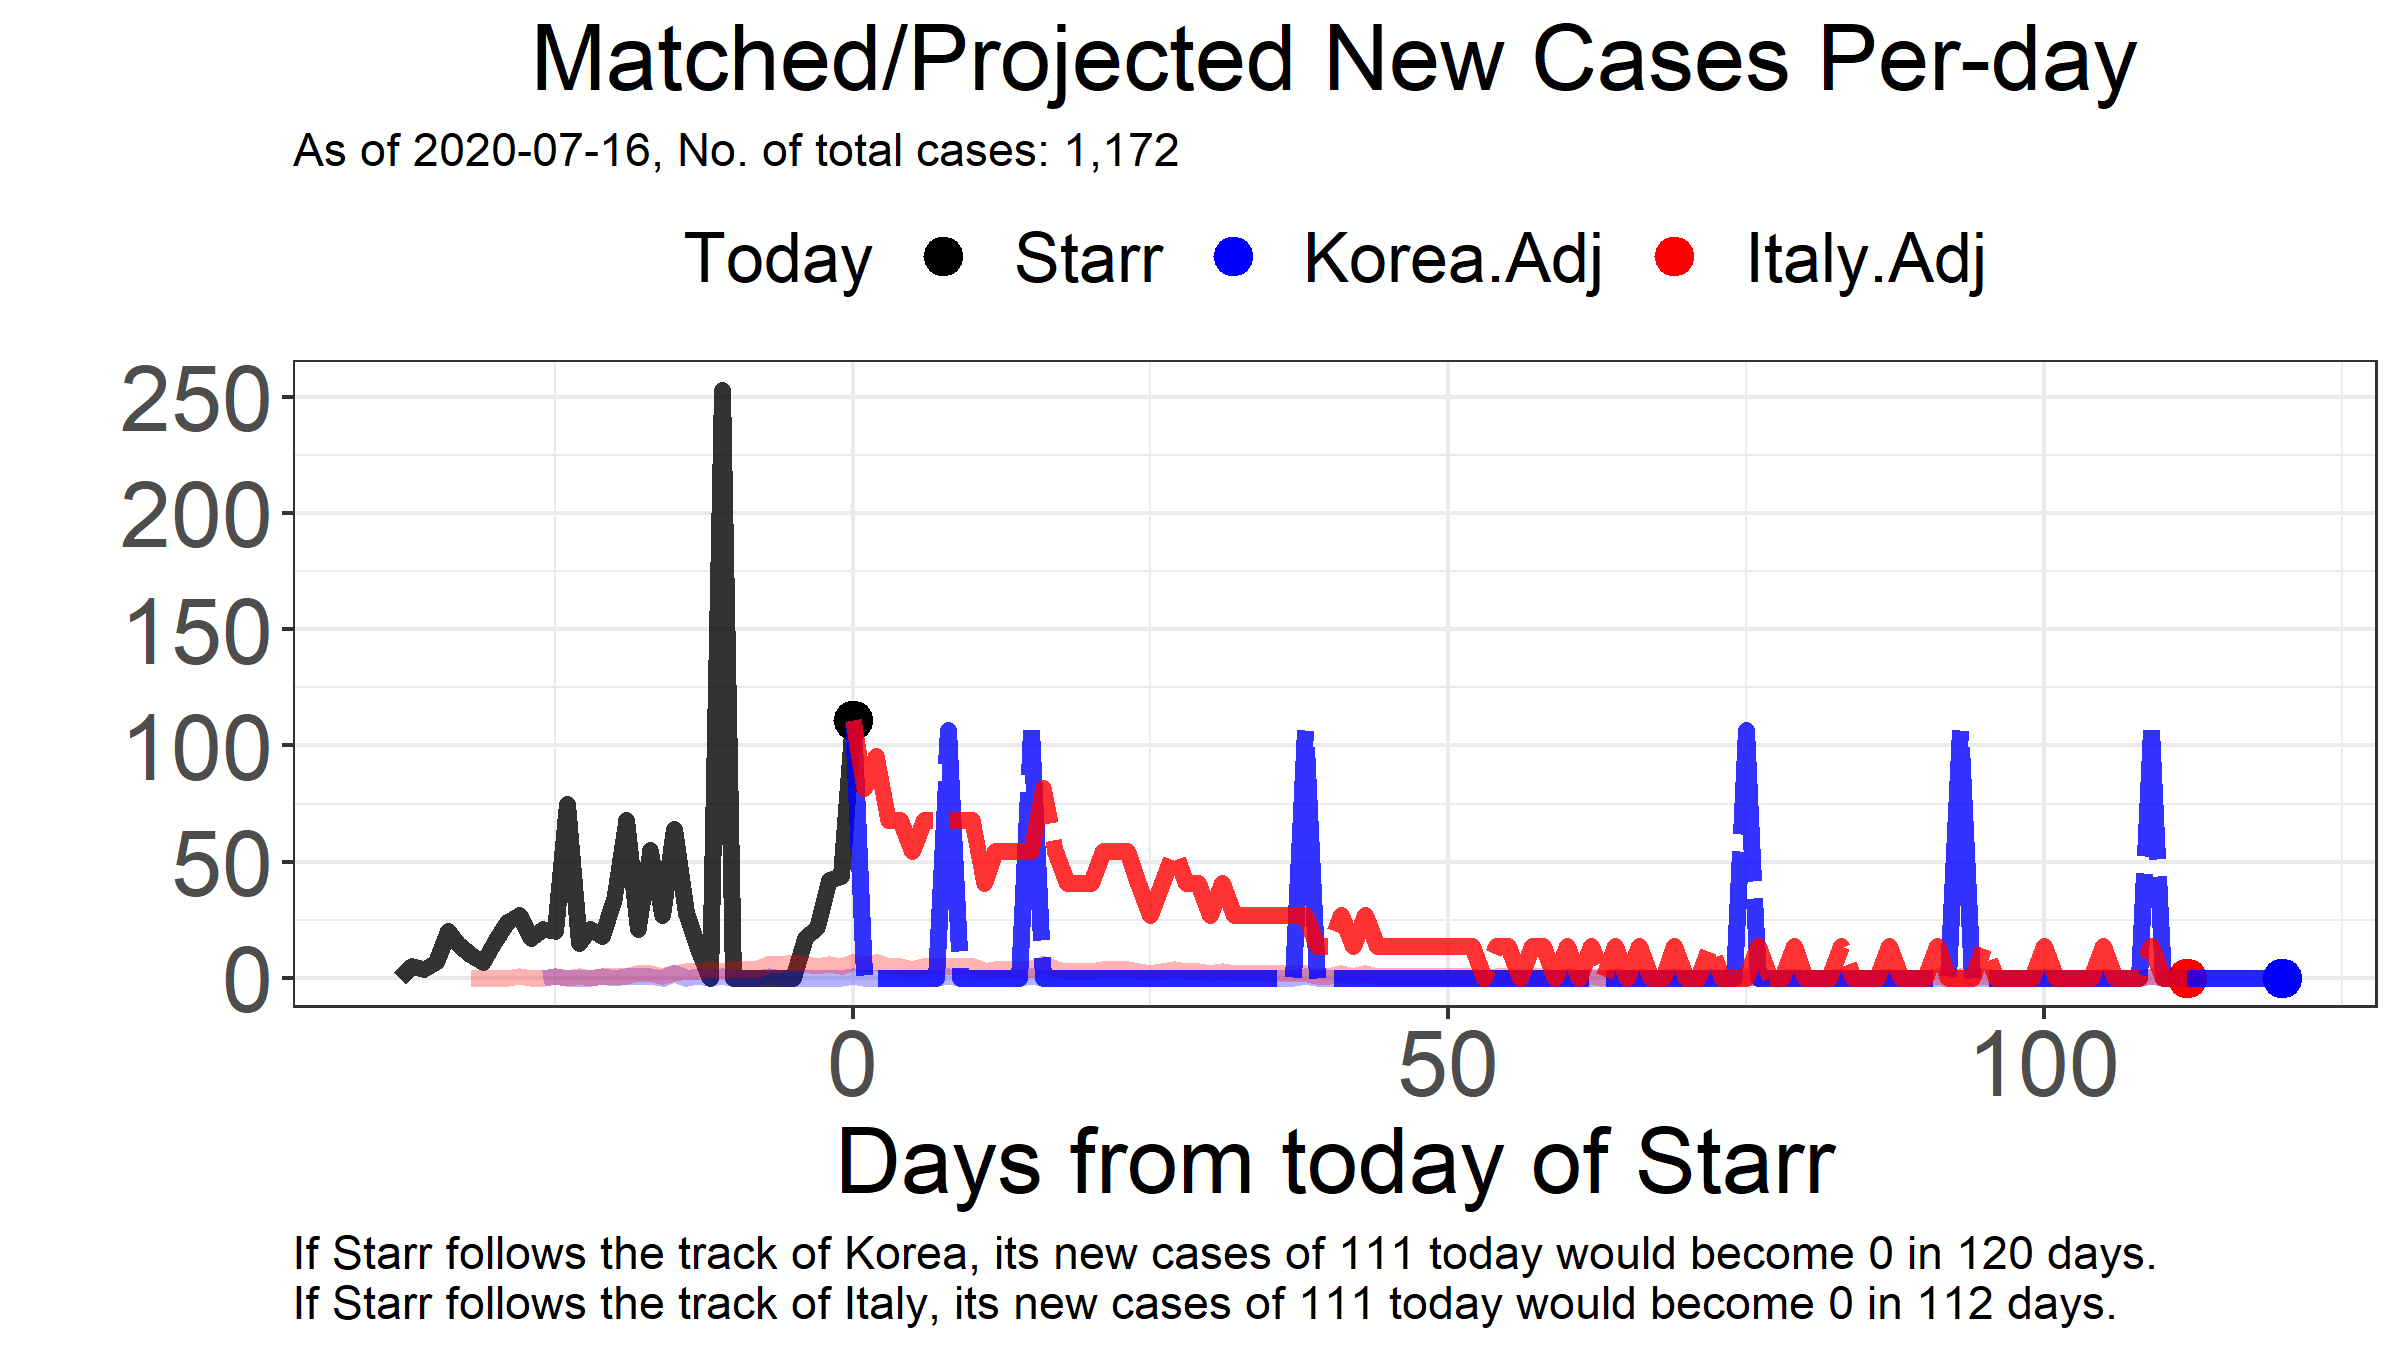 Matched/Projected New Cases Per-day
As of 2020-07-16, No. of total cases: 1,172
Today Starr Korea.Adj Italy.Adj
250
200
150
100
50
0
0 50 100
Days from today of Starr
If Starr follows the track of Korea, its new cases of 111 today would become 0 in 120 days.
If Starr follows the track of Italy, its new cases of 111 today would become 0 in 112 days.